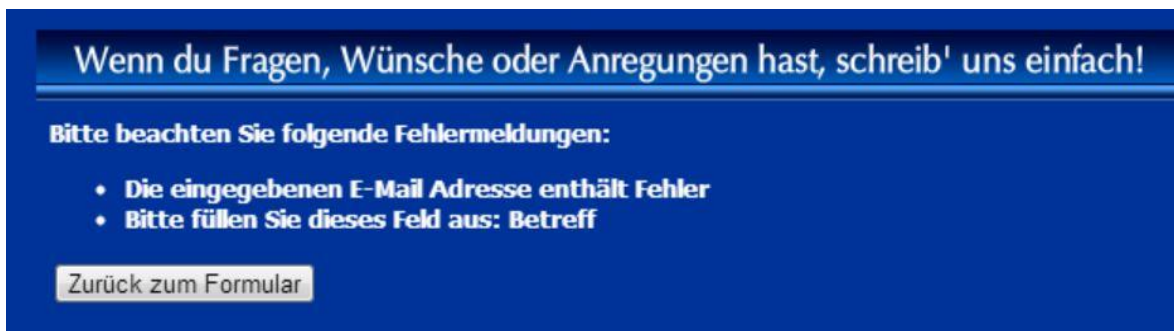 Wenn du Fragen, Wünsche oder Anregungen hast, schreib' uns einfach!
Bitte beachten Sie folgende Fehlermeldungen:
• Die eingegebenen E-Mail Adresse enthält Fehler
• Bitte füllen Sie dieses Feld aus: Betreff
Zurück zum Formular